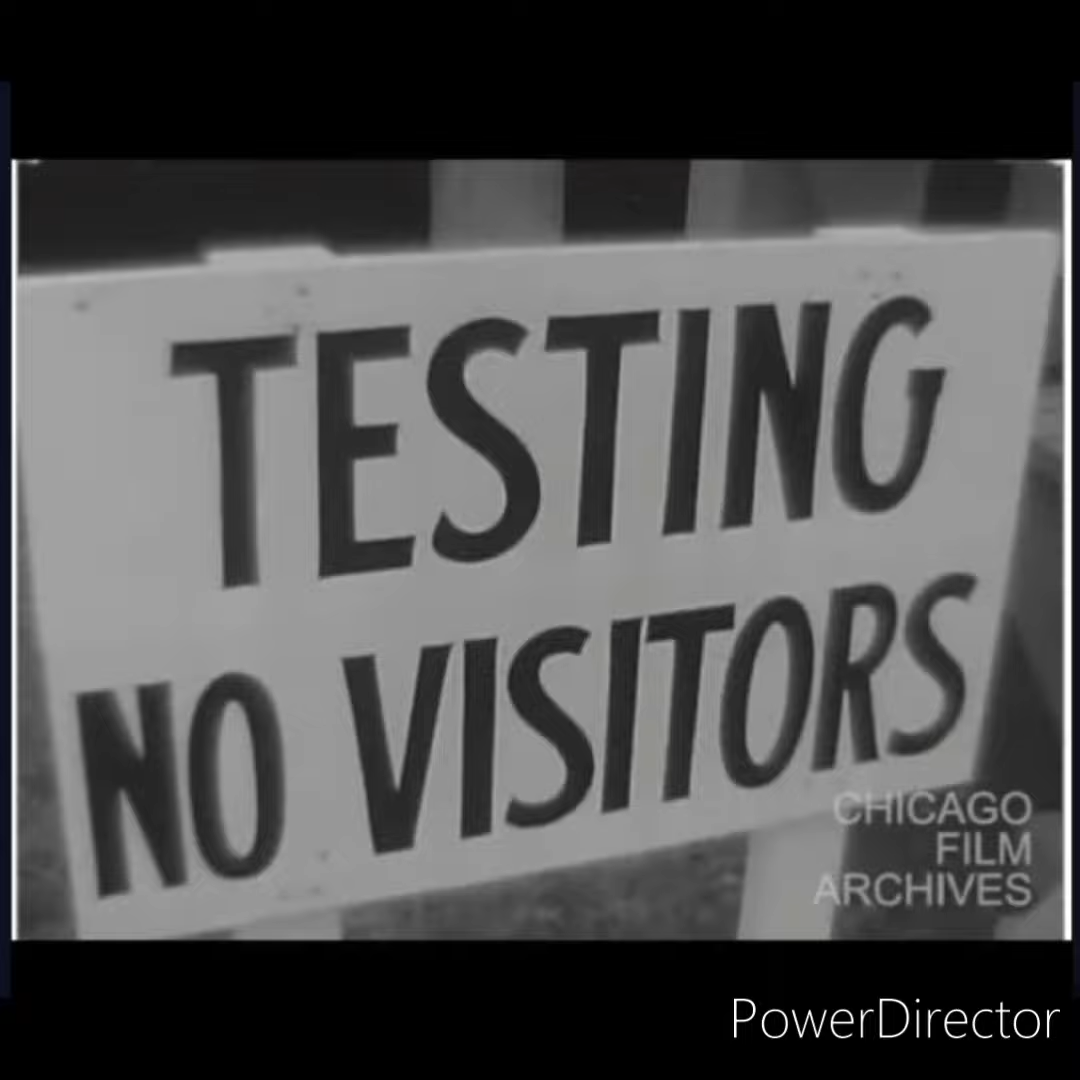 TESTING
NO VISITORS
CHICAGO
FILM
ARCHIVES
PowerDirector